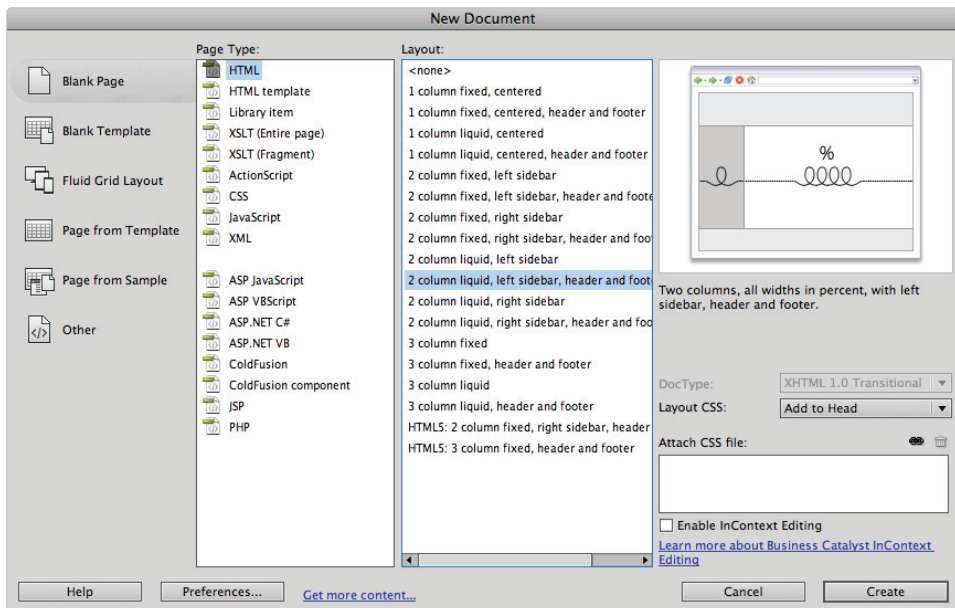 New Document
Blank Page
Blank Template
Fluid Grid Layout
Page from Template
Page from Sample
Other
Page Type:
HTML
HTML template
Library item
XSLT (Entire page)
XSLT (Fragment)
ActionScript
CSS
JavaScript
XML
ASP JavaScript
ASP VBScript
ASP.NET C#
ASP.NET VB
ColdFusion
ColdFusion component
JSP
PHP
Layout:
<none>
1 column fixed, centered
1 column fixed, centered, header and footer
1 column liquid, centered
1 column liquid, centered, header and footer
2 column fixed, left sidebar
2 column fixed, left sidebar, header and foote
2 column fixed, right sidebar
2 column fixed, right sidebar, header and foo
2 column liquid, left sidebar
2 column liquid, left sidebar, header and foot
2 column liquid, right sidebar
2 column liquid, right sidebar, header and foo
3 column fixed
3 column fixed, header and footer
3 column liquid
3 column liquid, header and footer
HTML5: 2 column fixed, right sidebar, header
HTML5: 3 column fixed, header and footer
%
Two columns, all widths in percent, with left
sidebar, header and footer.
DocType: XHTML 1.0 Transitional
Layout CSS: Add to Head
Attach CSS file:
Enable InContext Editing
Learn more about Business Catalyst InContext
Editing
Help Preferences... Get more content... Cancel Create